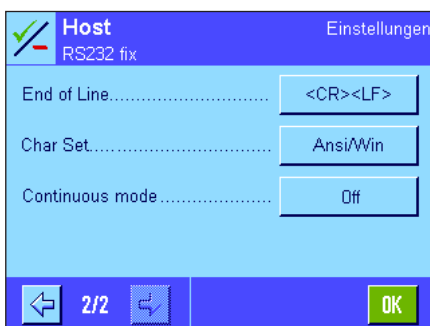 Host Einstellungen
RS232 fix
End of Line............................ <CR><LF>
Char Set................................ Ansi/Win
Continuous mode.................... Off
2/2 OK